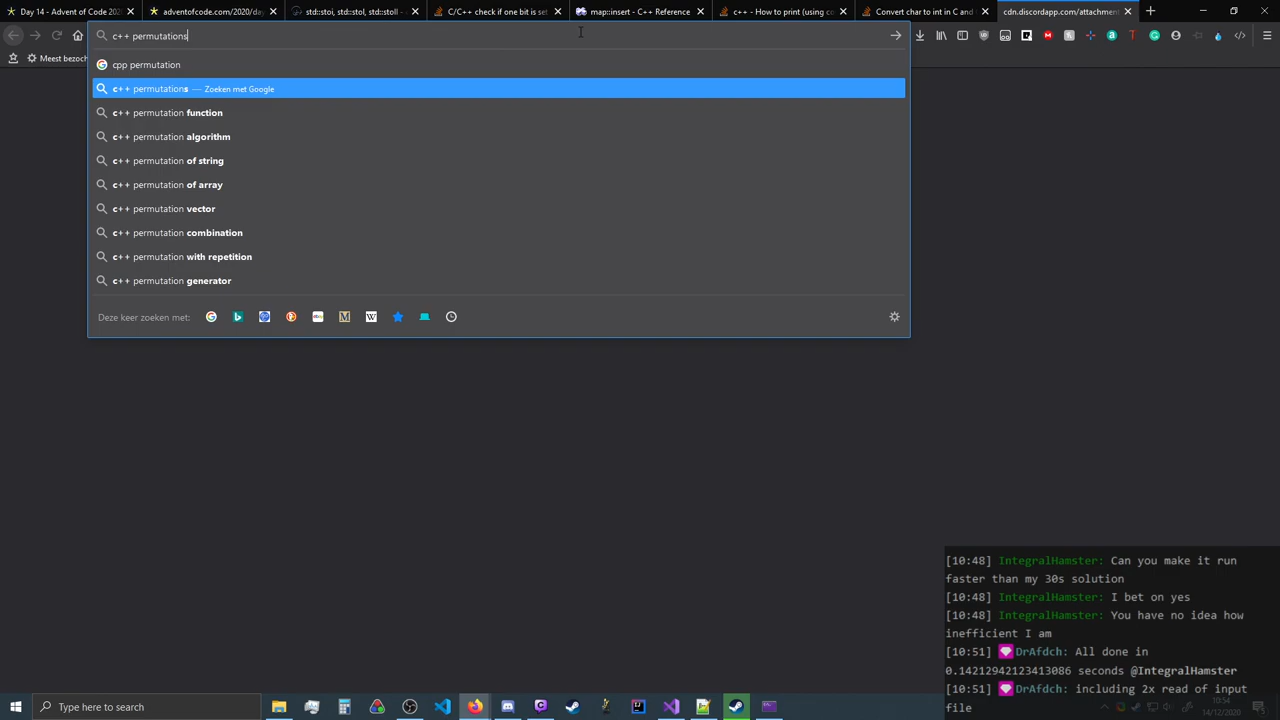 Day 14 - Advent of Code 202
adventofcode.com/2020/day
std::stoi, std::stol, std::stoll -
C/C++ check if one bit is set
map::insert - C++ Reference
c++ - How to print (using co
Convert char to int in C and
cdn.discordapp.com/attachment
c++ permutations
Meest bezoch
cpp permutation
c++ permutations — Zoeken met Google
c++ permutation function
c++ permutation algorithm
c++ permutation of string
c++ permutation of array
c++ permutation vector
c++ permutation combination
c++ permutation with repetition
c++ permutation generator
Deze keer zoeken met:
[10:48] IntegralHamster: Can you make it run
faster than my 30s solution
[10:48] IntegralHamster: I bet on yes
[10:48] IntegralHamster: You have no idea how
inefficient I am
[10:51] DrAfdch: All done in
0.14212942123413086 seconds @IntegralHamster
[10:51] DrAfdch: including 2x read of input
file
Type here to search
10:54
14/12/2020